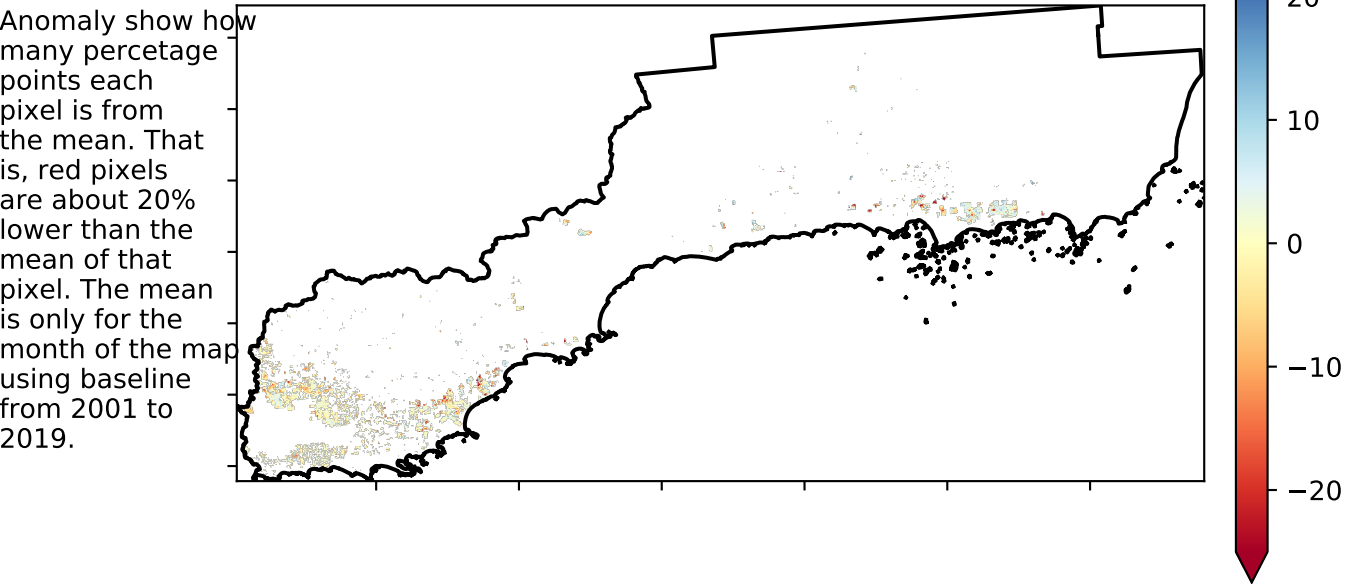 Anomaly show how
many percetage
points each
pixel is from
the mean. That
is, red pixels
are about 20%
lower than the
mean of that
pixel. The mean
is only for the
month of the map
using baseline
from 2001 to
2019.
20
10
0
−10
−20